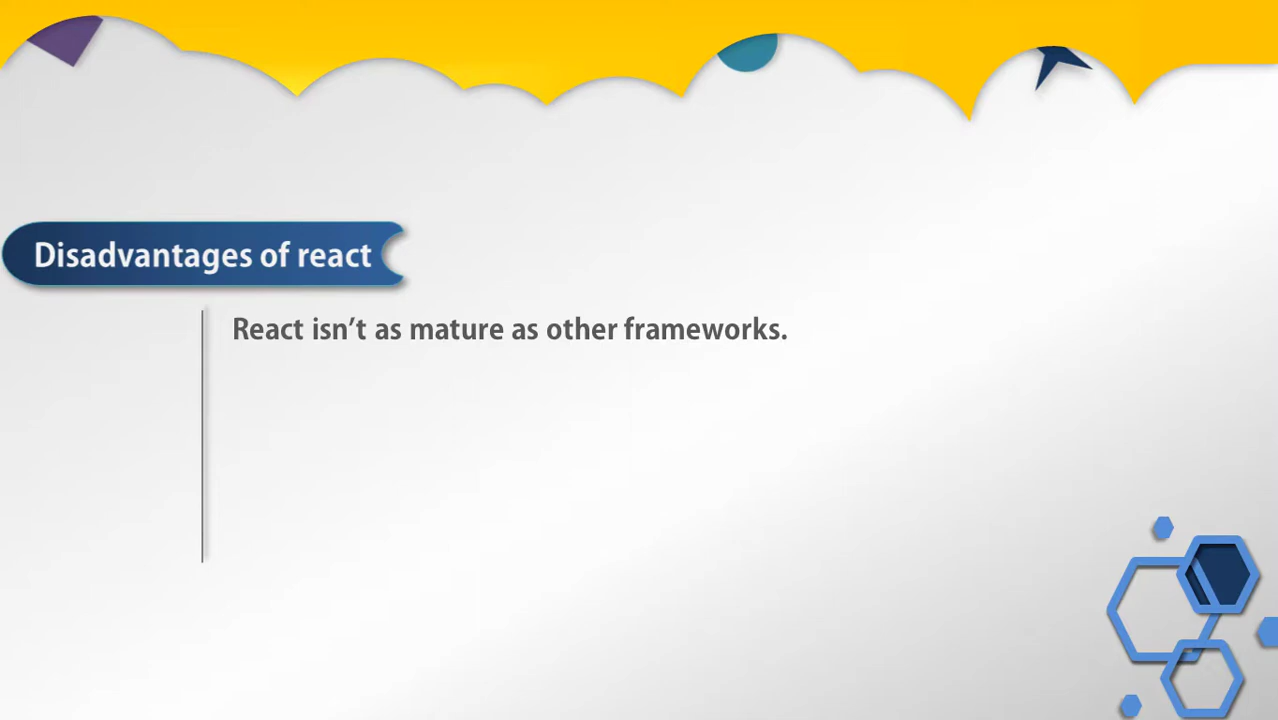 Disadvantages of react
React isn’t as mature as other frameworks.